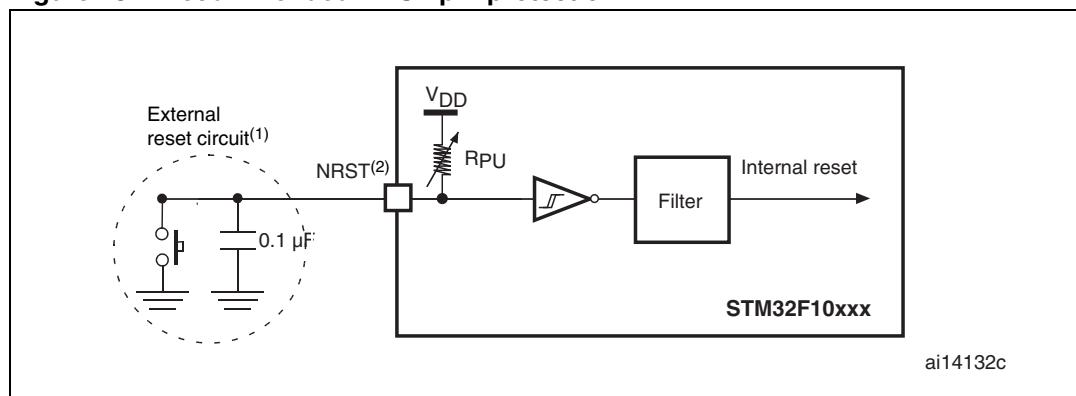 External
reset circuit(1)
VDD
NRST(2)
RPU
Internal reset
Filter
0.1 µF
STM32F10xxx
ai14132c